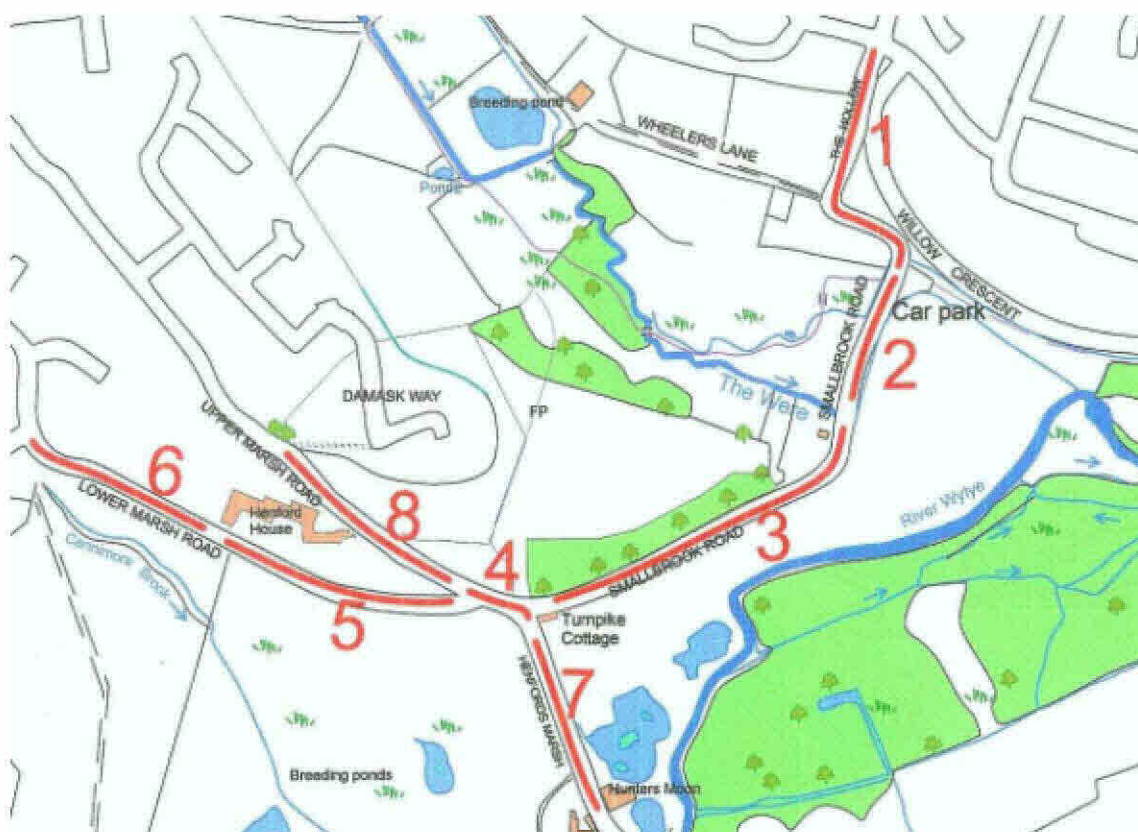 Breeding pond
WHEELERS LANE
THE HOLLOW
1
Ponds
WILLOW CRESCENT
Car park
SMALLBROOK ROAD
2
The Were
DAMASK WAY
FP
UPPER MARSH ROAD
River Wylye
6
LOWER MARSH ROAD
Henford
House
8
4
3
SMALLBROOK ROAD
Cannimore Brook
5
Turnpike
Cottage
7
HENFORDS MARSH
Breeding ponds
Hunters Moon